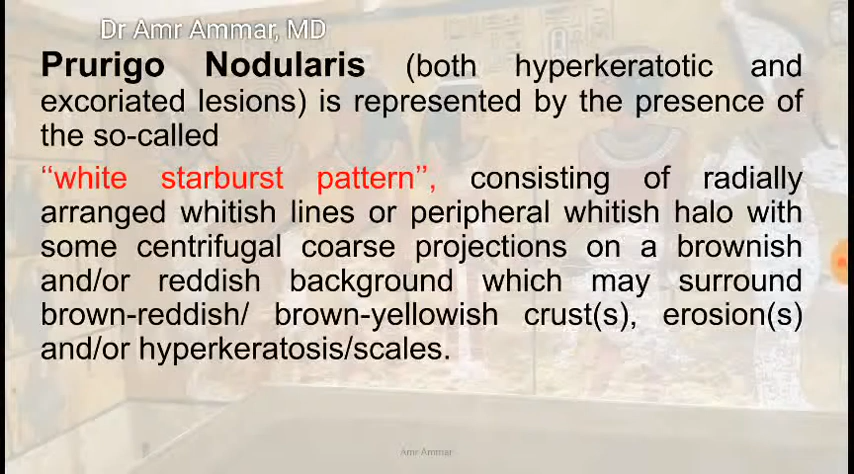 Dr Amr Ammar, MD
Prurigo Nodularis (both hyperkeratotic and
excoriated lesions) is represented by the presence of
the so-called
“white starburst pattern”, consisting of radially
arranged whitish lines or peripheral whitish halo with
some centrifugal coarse projections on a brownish
and/or reddish background which may surround
brown-reddish/ brown-yellowish crust(s), erosion(s)
and/or hyperkeratosis/scales.
Amr Ammar